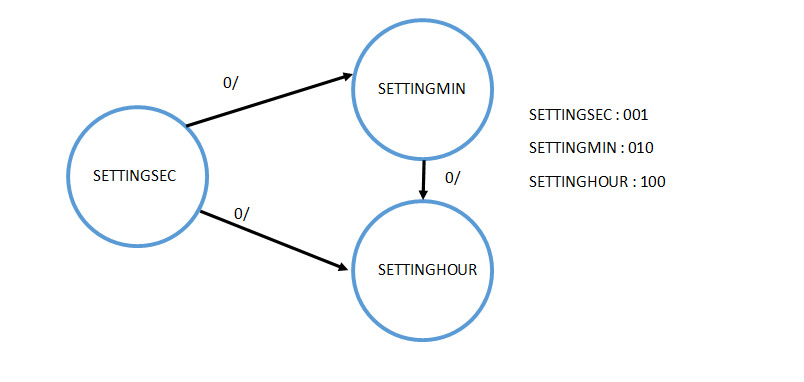 0/
SETTINGMIN
SETTINGSEC : 001
SETTINGMIN : 010
SETTINGSEC
0/
SETTINGHOUR : 100
0/
SETTINGHOUR